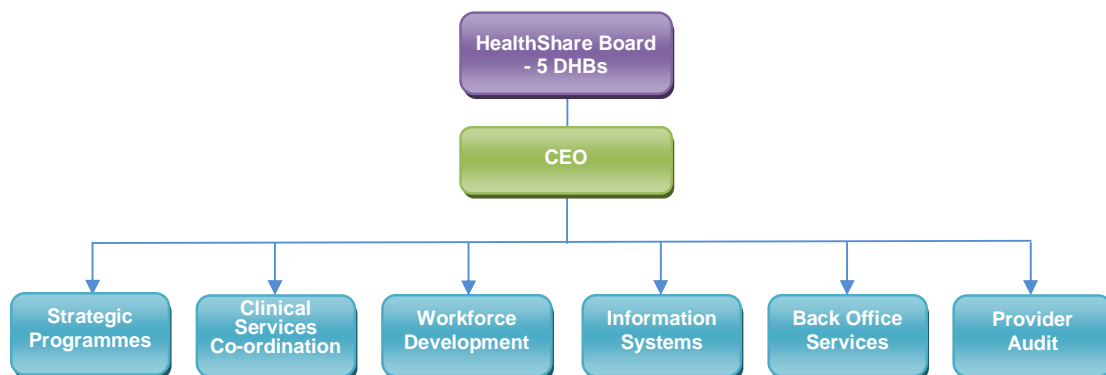 HealthShare Board
- 5 DHBs
CEO
Strategic
Programmes
Clinical
Services
Co-ordination
Workforce
Development
Information
Systems
Back Office
Services
Provider
Audit